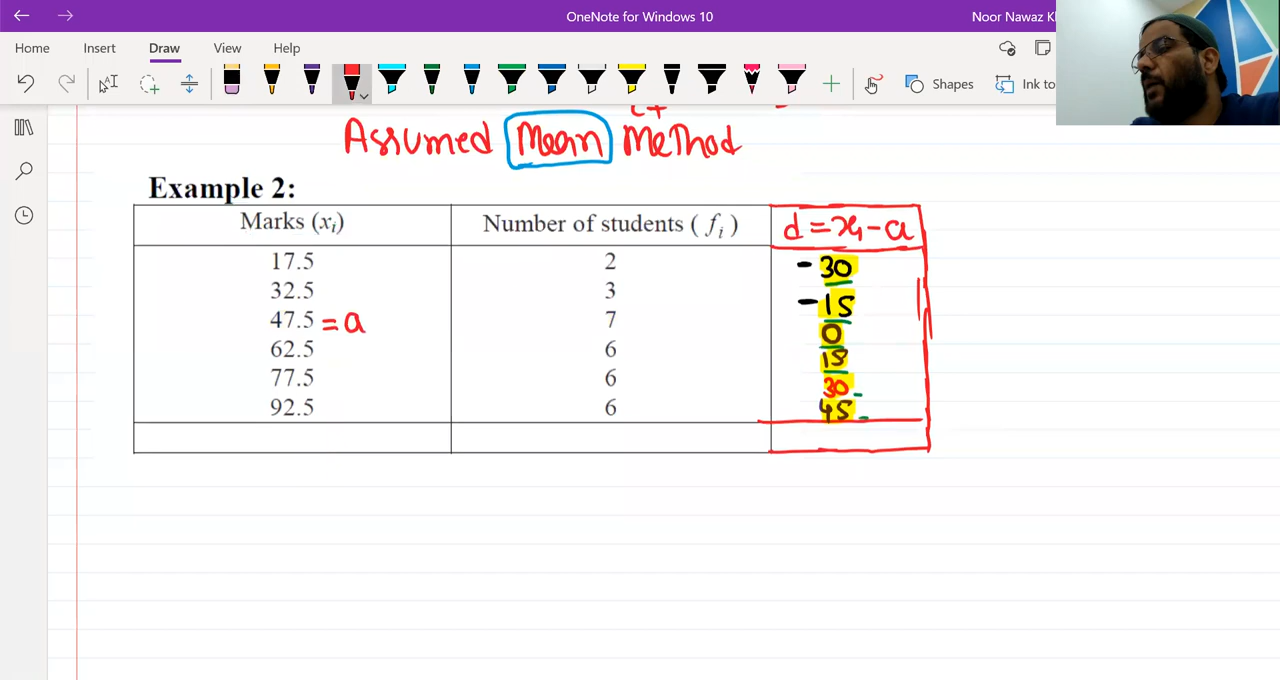 OneNote for Windows 10
Noor Nawaz Kh
Home Insert Draw View Help
Shapes Ink to
Assumed Mean Method
Example 2:
Marks (xi) Number of students ( fi ) d = xi - a
17.5 2 - 30
32.5 3 - 15
47.5 = a 7 0
62.5 6 15
77.5 6 30
92.5 6 45